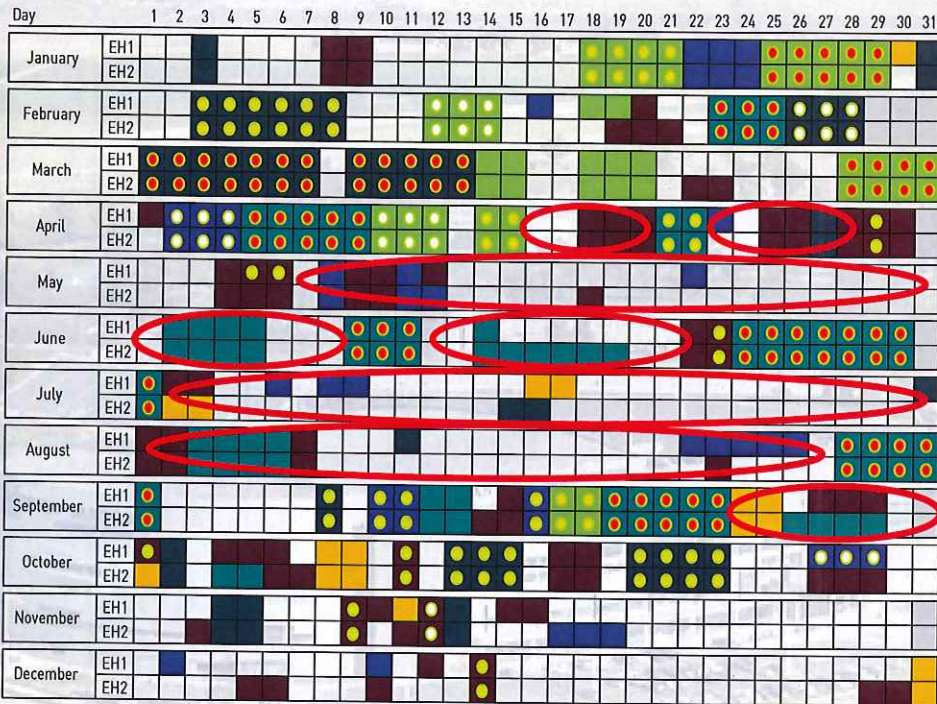 Day 1 2 3 4 5 6 7 8 9 10 11 12 13 14 15 16 17 18 19 20 21 22 23 24 25 26 27 28 29 30 31
January EH1
EH2
February EH1
EH2
March EH1
EH2
April EH1
EH2
May EH1
EH2
June EH1
EH2
July EH1
EH2
August EH1
EH2
September EH1
EH2
October EH1
EH2
November EH1
EH2
December EH1
EH2